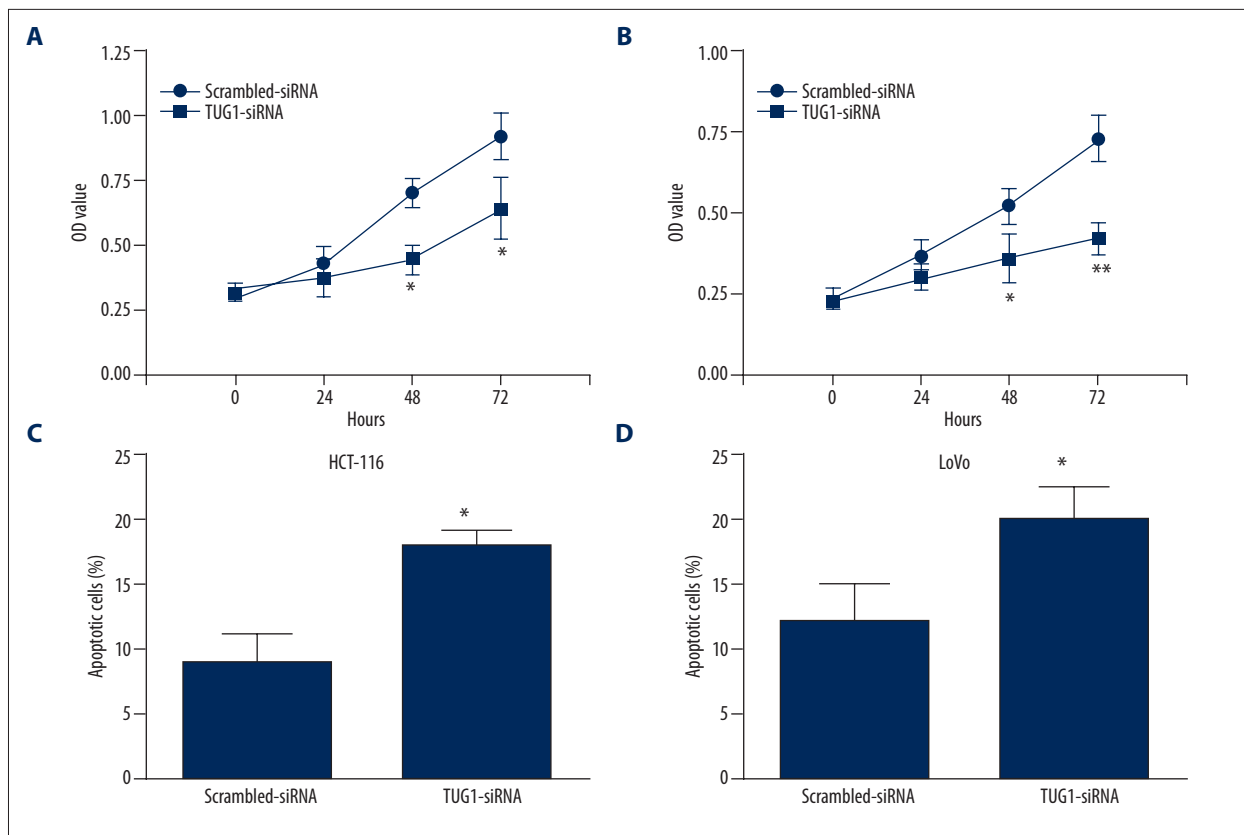 A
1.25
1.00
0.75
0.50
0.25
0.00
OD value
Scrambled-siRNA
TUG1-siRNA
*
*
0 24 48 72
Hours
B
1.00
0.75
0.50
0.25
0.00
OD value
Scrambled-siRNA
TUG1-siRNA
*
**
0 24 48 72
Hours
C
HCT-116
25
20
15
10
5
0
Apoptotic cells (%)
*
Scrambled-siRNA TUG1-siRNA
D
LoVo
25
20
15
10
5
0
Apoptotic cells (%)
*
Scrambled-siRNA TUG1-siRNA